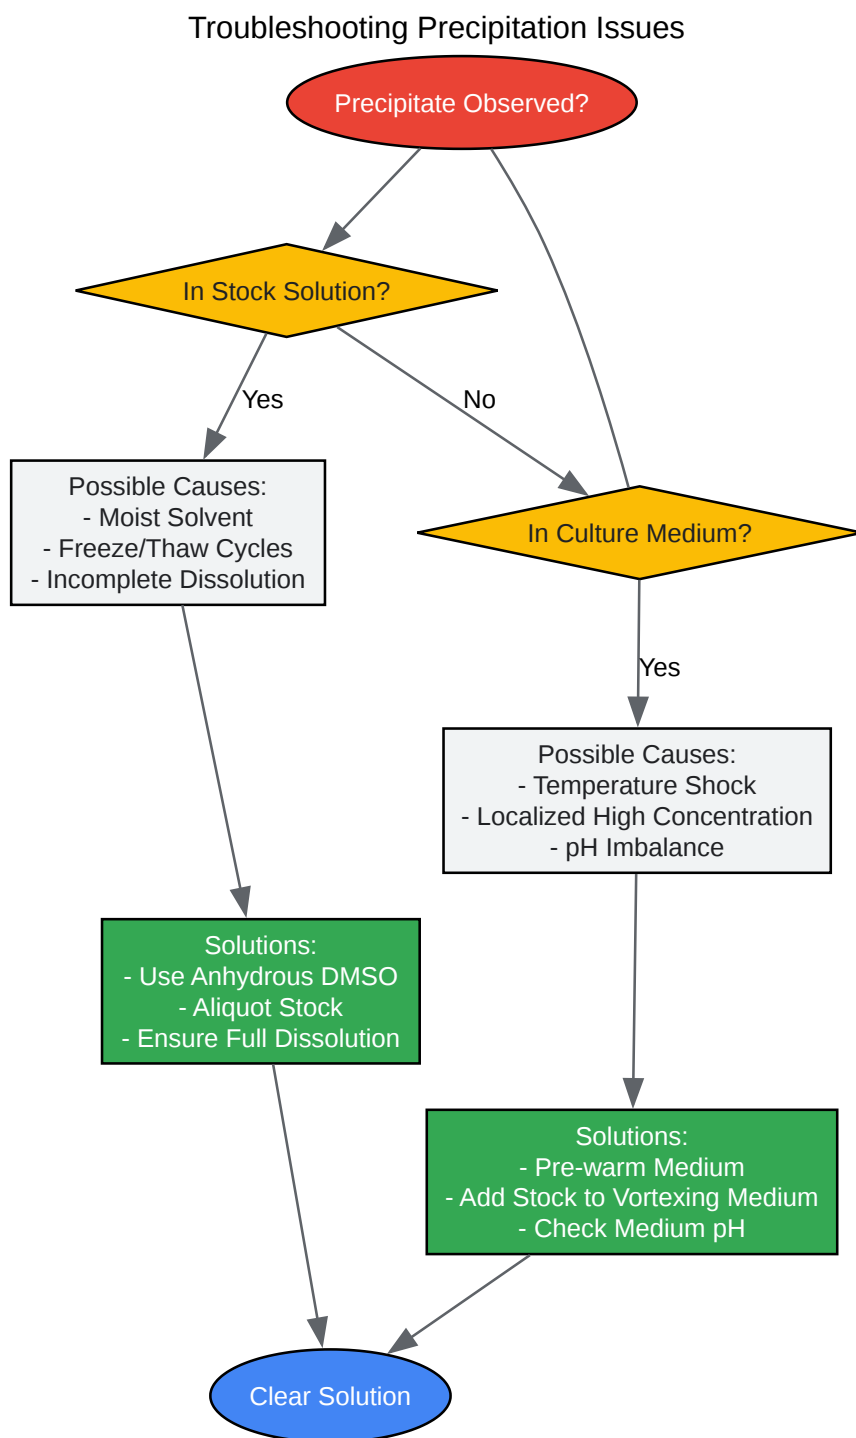 Troubleshooting Precipitation Issues
Precipitate Observed?
In Stock Solution?
Yes
No
Possible Causes:
- Moist Solvent
- Freeze/Thaw Cycles
- Incomplete Dissolution
In Culture Medium?
Yes
Possible Causes:
- Temperature Shock
- Localized High Concentration
- pH Imbalance
Solutions:
- Use Anhydrous DMSO
- Aliquot Stock
- Ensure Full Dissolution
Solutions:
- Pre-warm Medium
- Add Stock to Vortexing Medium
- Check Medium pH
Clear Solution